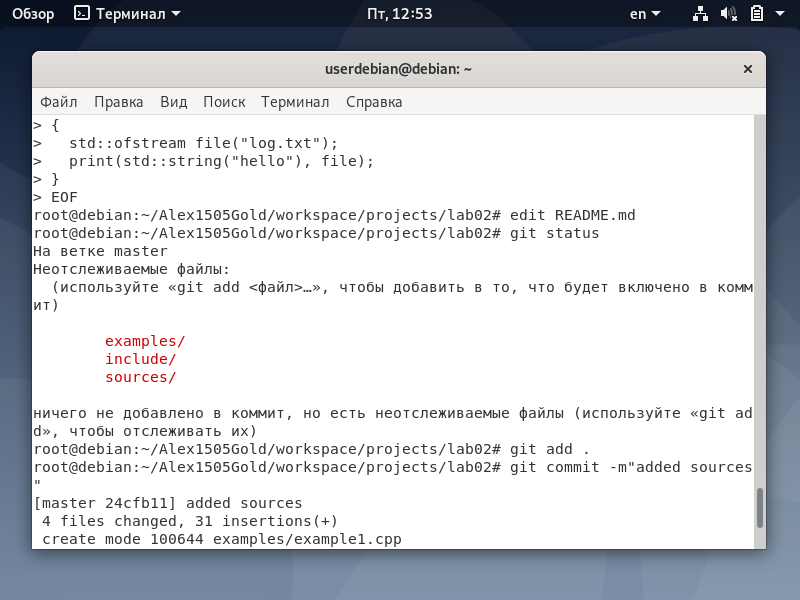 Обзор Терминал Пт, 12:53 en
userdebian@debian: ~ ×
Файл Правка Вид Поиск Терминал Справка
> {
>   std::ofstream file("log.txt");
>   print(std::string("hello"), file);
> }
> EOF
root@debian:~/Alex1505Gold/workspace/projects/lab02# edit README.md
root@debian:~/Alex1505Gold/workspace/projects/lab02# git status
На ветке master
Неотслеживаемые файлы:
  (используйте «git add <файл>…», чтобы добавить в то, что будет включено в комм
ит)
        examples/
        include/
        sources/
ничего не добавлено в коммит, но есть неотслеживаемые файлы (используйте «git ad
d», чтобы отслеживать их)
root@debian:~/Alex1505Gold/workspace/projects/lab02# git add .
root@debian:~/Alex1505Gold/workspace/projects/lab02# git commit -m"added sources
"
[master 24cfb11] added sources
 4 files changed, 31 insertions(+)
 create mode 100644 examples/example1.cpp